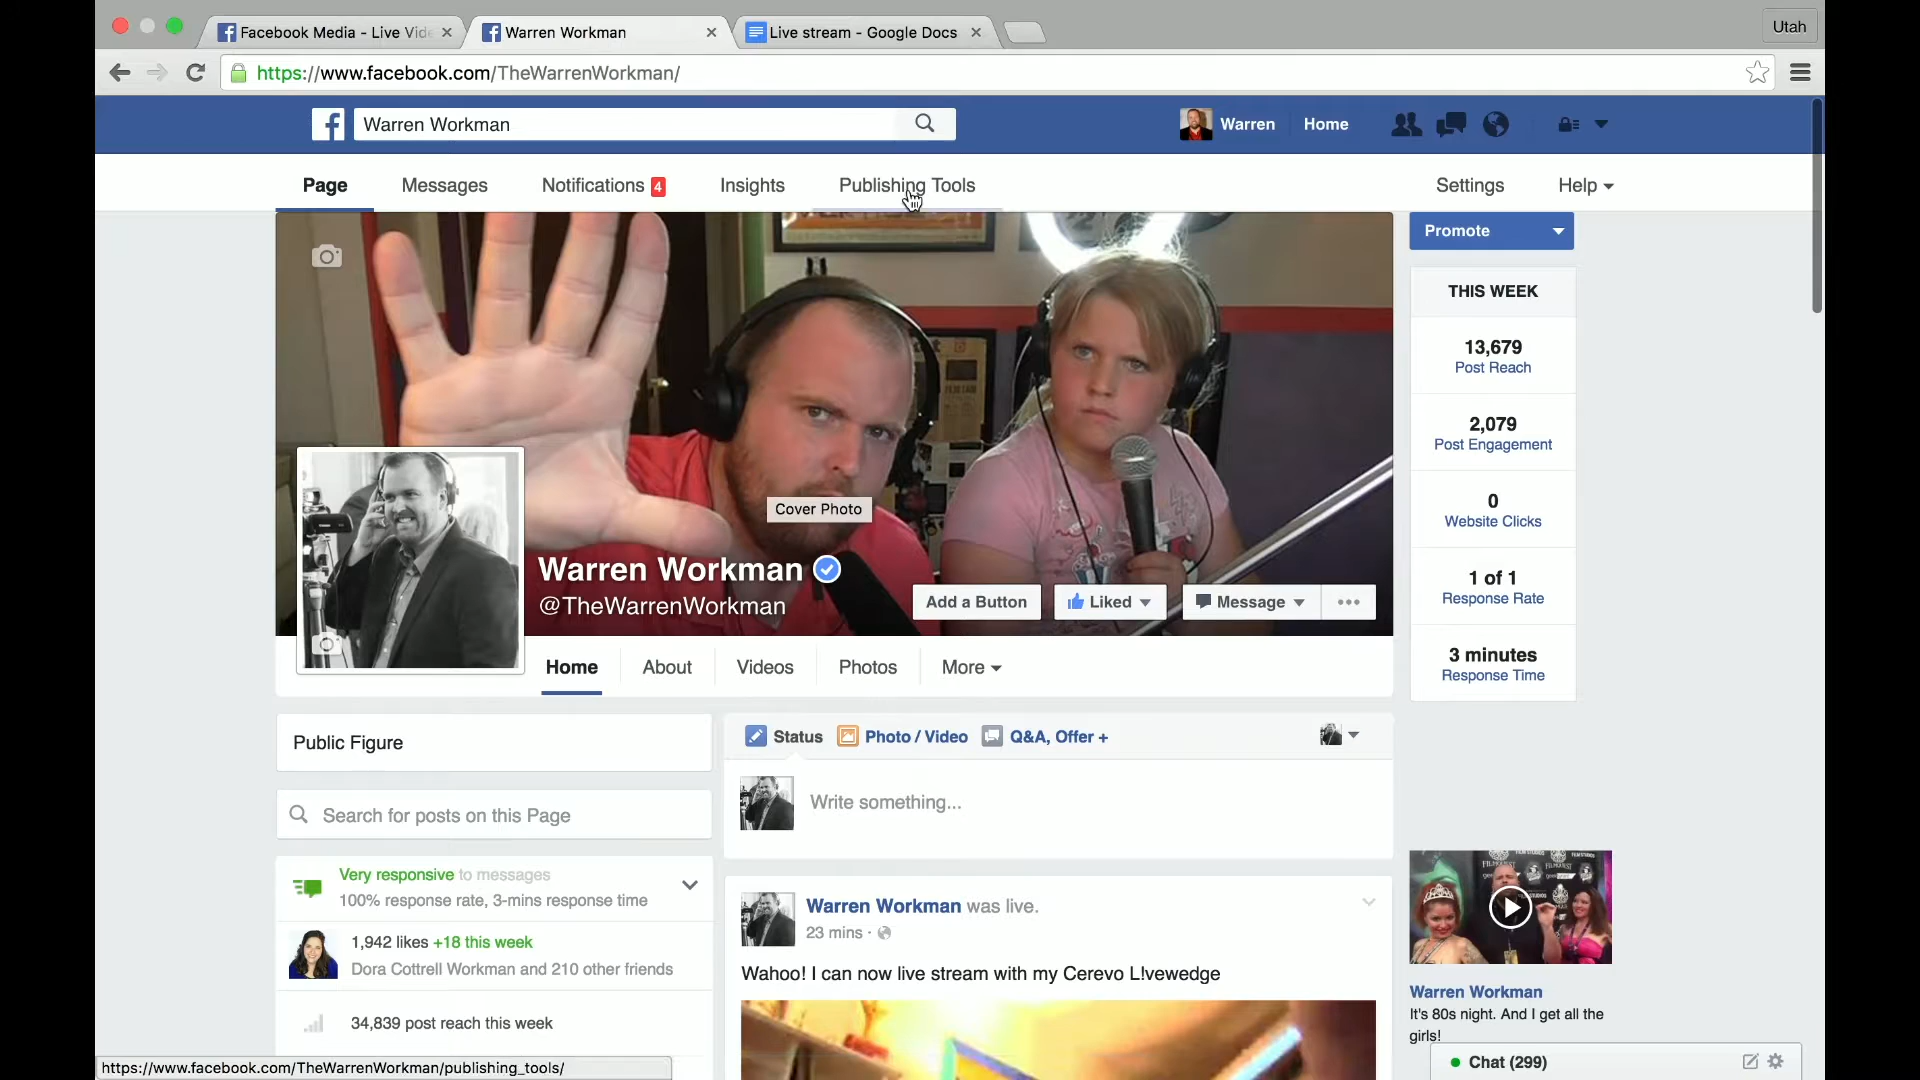 Facebook Media - Live Vid
Warren Workman
Live stream - Google Docs
Utah
https://www.facebook.com/TheWarrenWorkman/
Warren Workman
Warren
Home
Page
Messages
Notifications 4
Insights
Publishing Tools
Settings
Help
Promote
THIS WEEK
13,679
Post Reach
2,079
Post Engagement
0
Website Clicks
1 of 1
Response Rate
3 minutes
Response Time
Cover Photo
Warren Workman
@TheWarrenWorkman
Add a Button
Liked
Message
Home
About
Videos
Photos
More
Public Figure
Search for posts on this Page
Very responsive to messages
100% response rate, 3-mins response time
1,942 likes +18 this week
Dora Cottrell Workman and 210 other friends
34,839 post reach this week
Status
Photo / Video
Q&A, Offer +
Write something...
Warren Workman was live.
23 mins ·
Wahoo! I can now live stream with my Cerevo L!vewedge
Warren Workman
It's 80s night. And I get all the
girls!
Chat (299)
https://www.facebook.com/TheWarrenWorkman/publishing_tools/